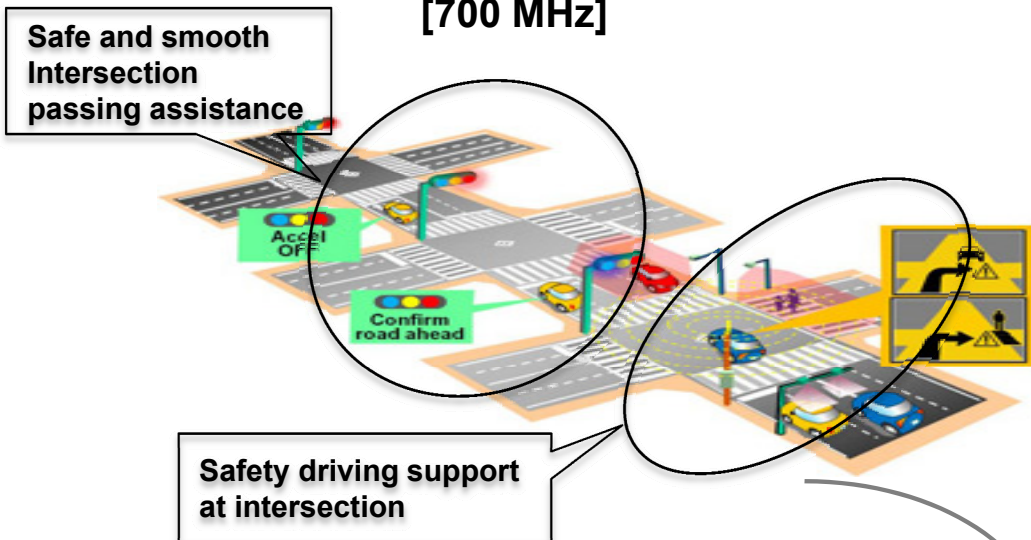 [700 MHz]
Safe and smooth
Intersection
passing assistance
Accel
OFF
Confirm
road ahead
Safety driving support
at intersection